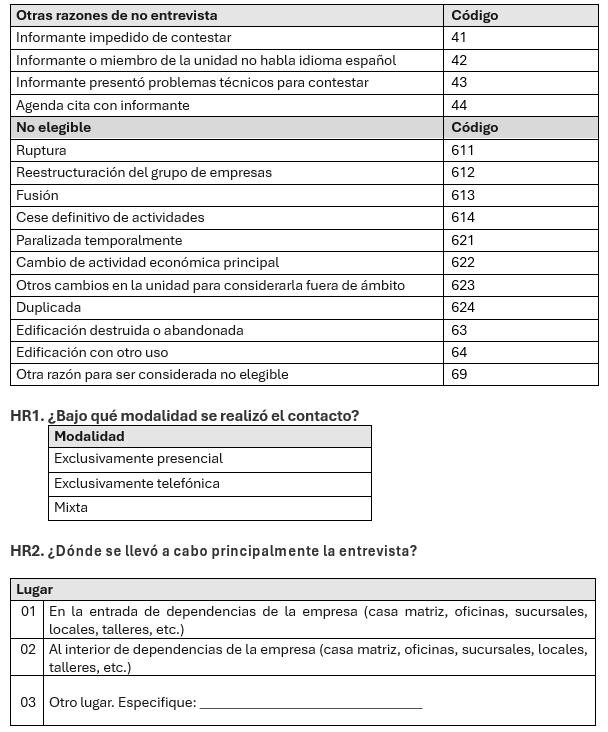 Otras razones de no entrevista Código
Informante impedido de contestar 41
Informante o miembro de la unidad no habla idioma español 42
Informante presentó problemas técnicos para contestar 43
Agenda cita con informante 44
No elegible Código
Ruptura 611
Reestructuración del grupo de empresas 612
Fusión 613
Cese definitivo de actividades 614
Paralizada temporalmente 621
Cambio de actividad económica principal 622
Otros cambios en la unidad para considerarla fuera de ámbito 623
Duplicada 624
Edificación destruida o abandonada 63
Edificación con otro uso 64
Otra razón para ser considerada no elegible 69
HR1. ¿Bajo qué modalidad se realizó el contacto?
Modalidad
Exclusivamente presencial
Exclusivamente telefónica
Mixta
HR2. ¿Dónde se llevó a cabo principalmente la entrevista?
Lugar
01 En la entrada de dependencias de la empresa (casa matriz, oficinas, sucursales,
locales, talleres, etc.)
02 Al interior de dependencias de la empresa (casa matriz, oficinas, sucursales, locales,
talleres, etc.)
03 Otro lugar. Especifique: ______________________________